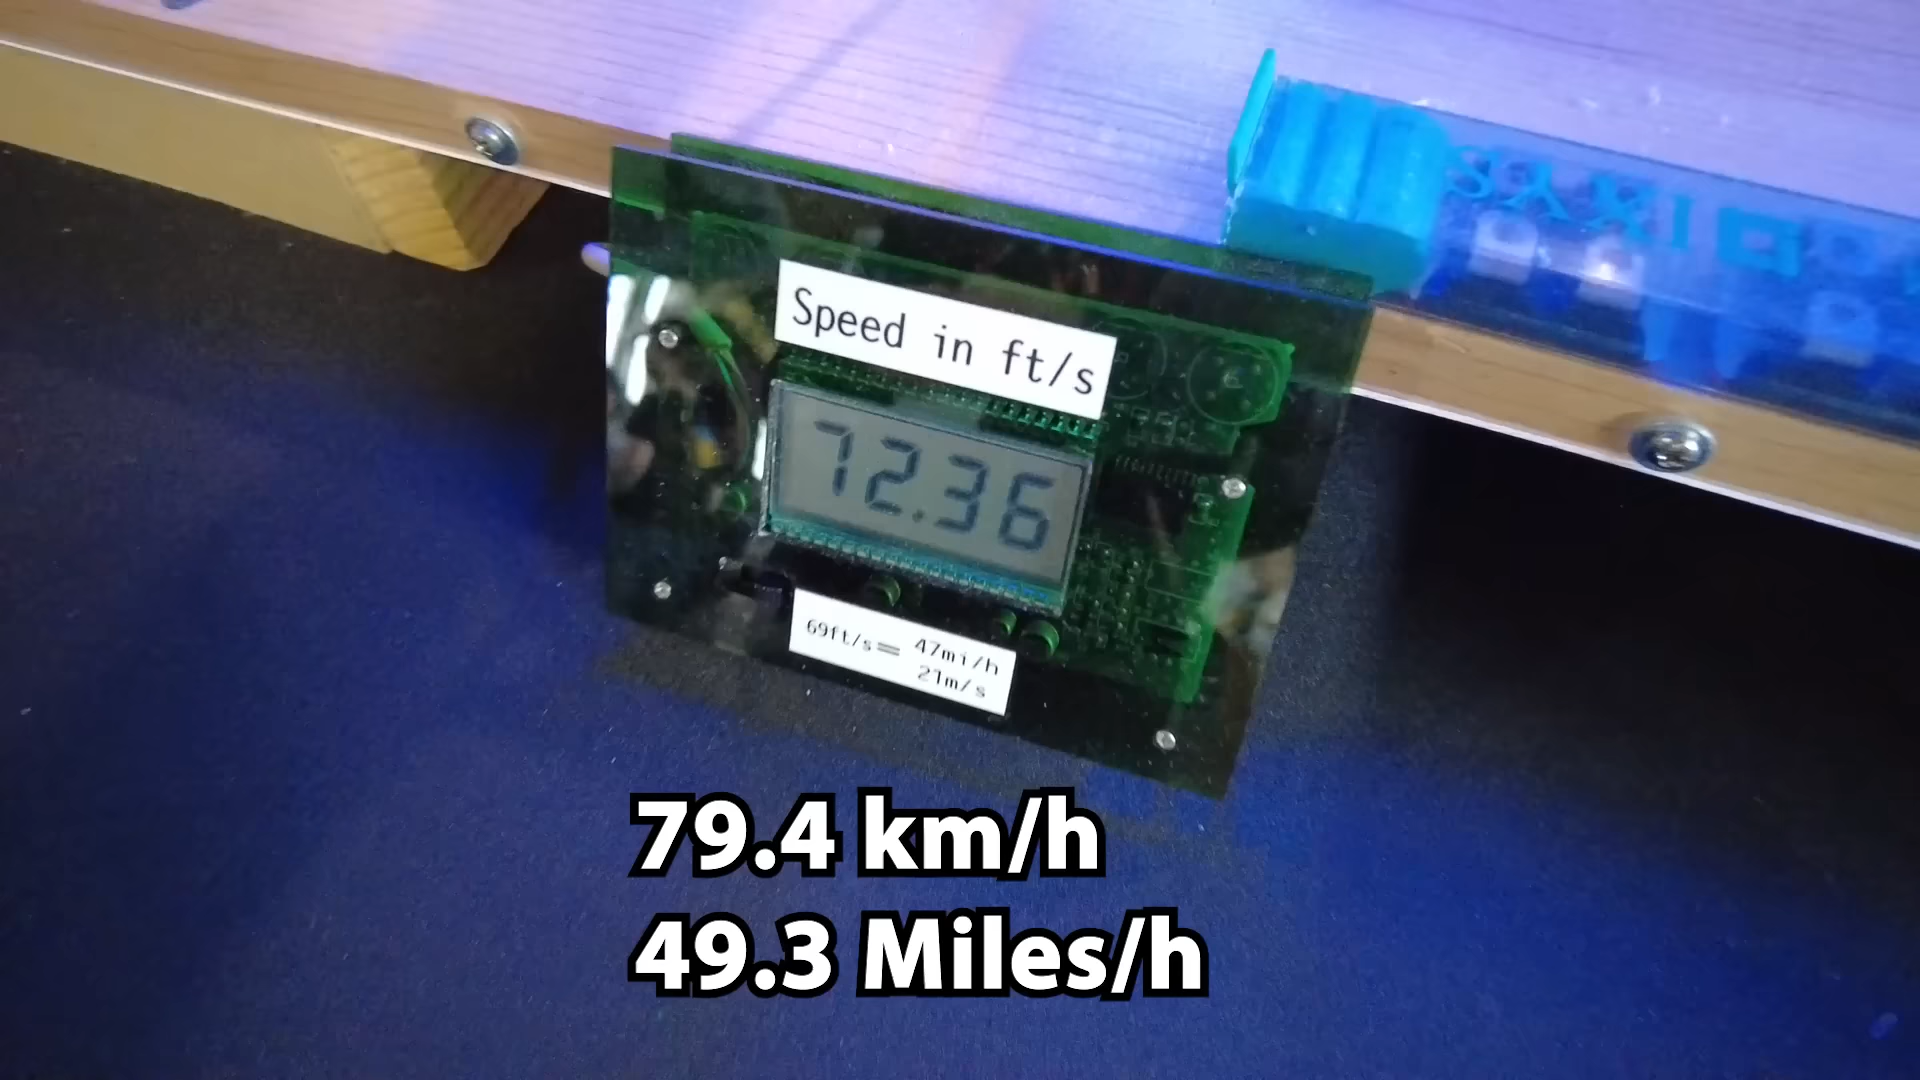 Speed in ft/s
72.36
69ft/s= 47mi/h
21m/s
79.4 km/h
49.3 Miles/h